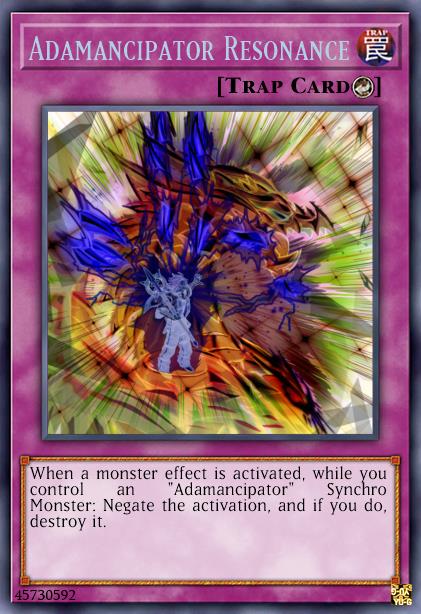 ADAMANCIPATOR RESONANCE
TRAP
罠
[TRAP CARD]
When a monster effect is activated, while you
control an "Adamancipator" Synchro
Monster: Negate the activation, and if you do,
destroy it.
45730592